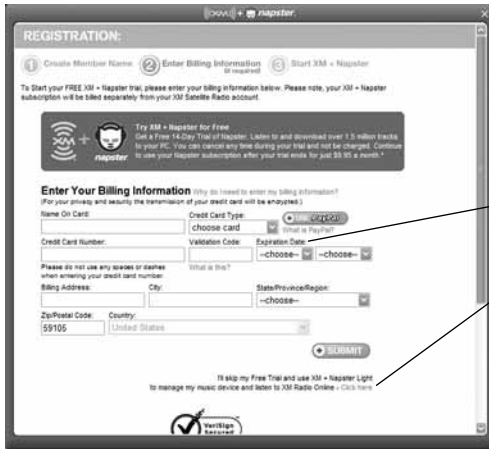 XM + napster
REGISTRATION:
1 Create Member Name 2 Enter Billing Information (if required) 3 Start XM + Napster
To Start your FREE XM + Napster trial, please enter your billing information below. Please note, your XM + Napster
subscription will be billed separately from your XM Satellite Radio account.
Try XM + Napster for Free
Get a Free 14-Day Trial of Napster. Listen to and download over 1.5 million tracks
to your PC. You can cancel any time during your trial and not be charged. Continue
to use your Napster subscription after your trial ends for just $9.95 a month.*
XM + napster
Enter Your Billing Information Why do I need to enter my billing information?
(For your privacy and security the transmission of your credit card will be encrypted.)
Name On Card: Credit Card Type: PayPal
choose card What is PayPal?
Credit Card Number: Validation Code: Expiration Date:
--choose-- --choose--
Please do not use any spaces or dashes What is this?
when entering your credit card number.
Billing Address: City: State/Province/Region:
--choose--
Zip/Postal Code: Country:
59105 United States
SUBMIT
I'll skip my Free Trial and use XM + Napster Light
to manage my music device and listen to XM Radio Online - Click here
VeriSign
Secured